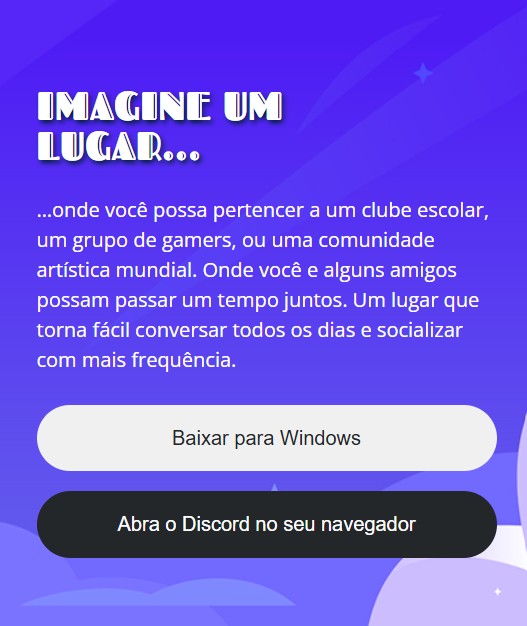 IMAGINE UM
LUGAR...
...onde você possa pertencer a um clube escolar,
um grupo de gamers, ou uma comunidade
artística mundial. Onde você e alguns amigos
possam passar um tempo juntos. Um lugar que
torna fácil conversar todos os dias e socializar
com mais frequência.
Baixar para Windows
Abra o Discord no seu navegador